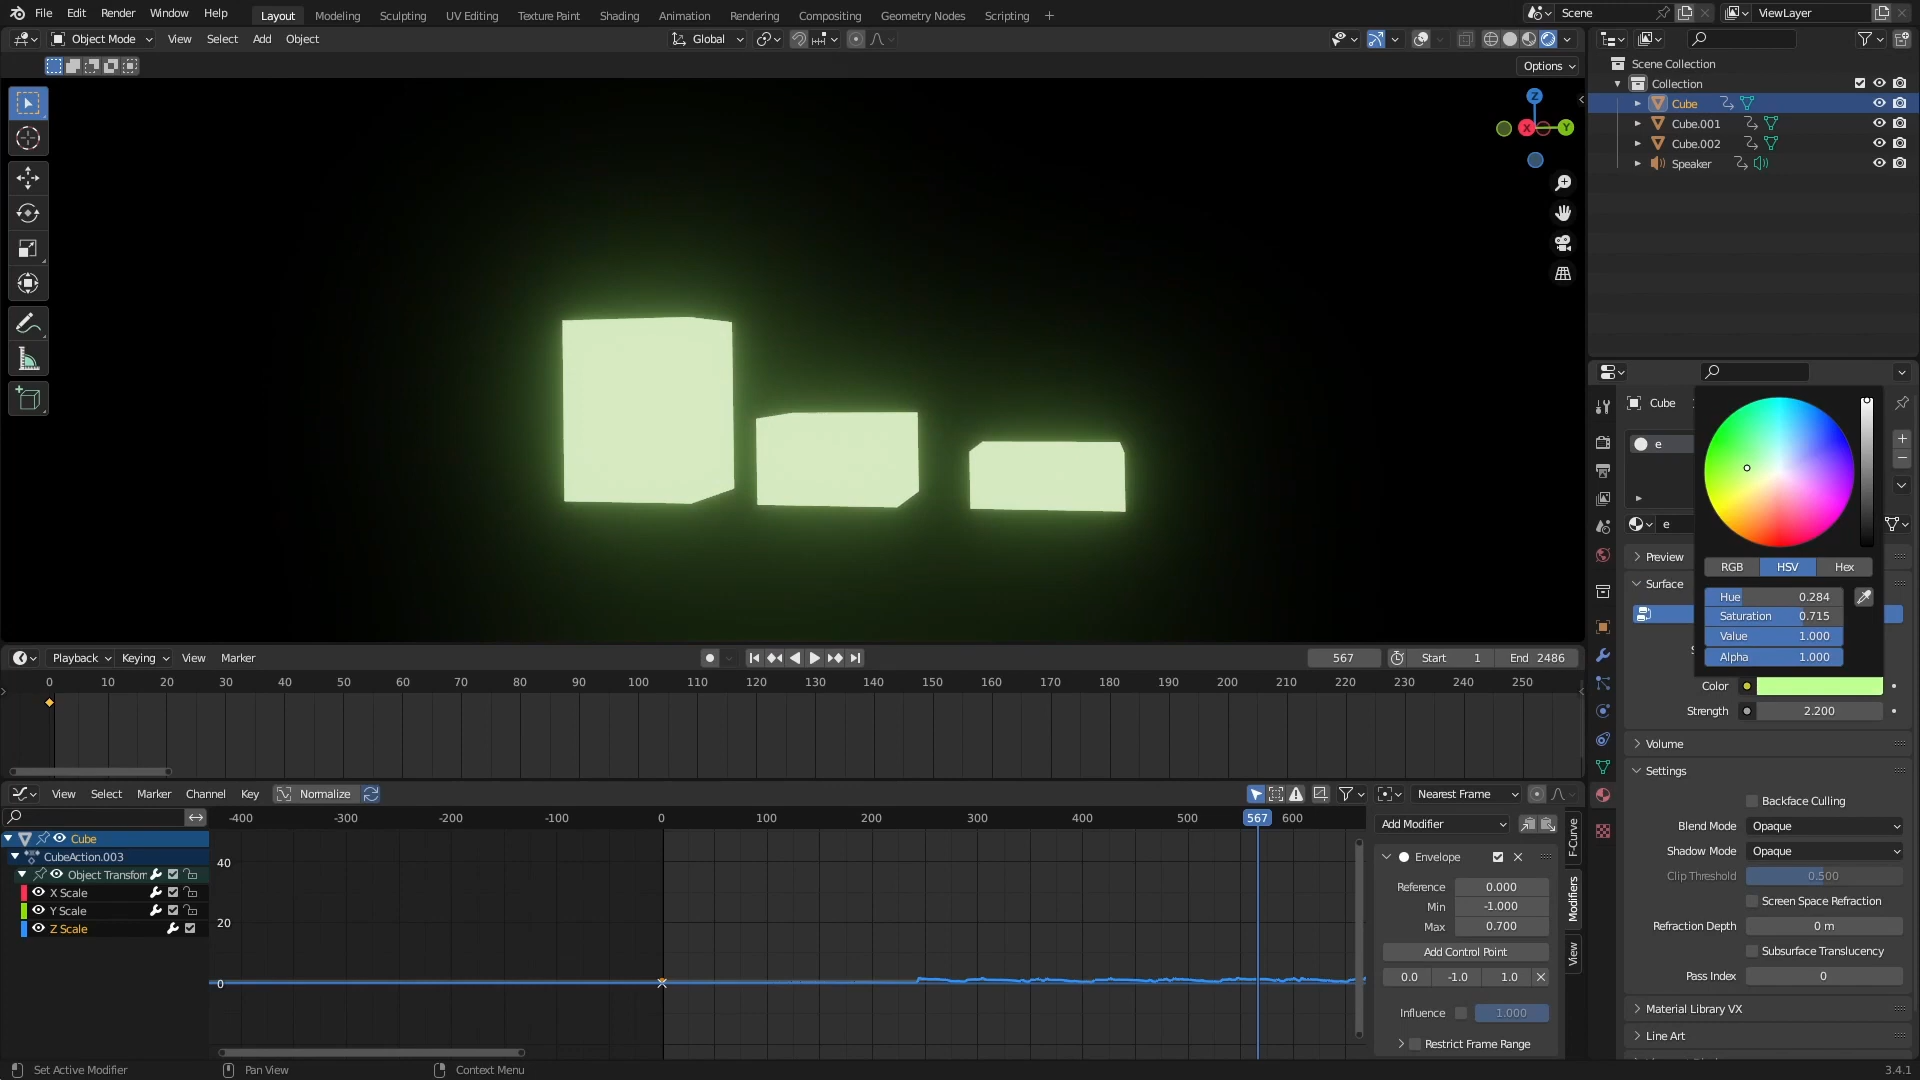 File Edit Render Window Help Layout Modeling Sculpting UV Editing Texture Paint Shading Animation Rendering Compositing Geometry Nodes Scripting + Scene ViewLayer
Object Mode View Select Add Object Global
Options
Scene Collection
Collection
Cube
Cube.001
Cube.002
Speaker
Z
X Y
Cube
e
e
RGB HSV Hex
Preview
Surface
Hue 0.284
Saturation 0.715
Value 1.000
Alpha 1.000
Color
Strength 2.200
Volume
Settings
Backface Culling
Blend Mode Opaque
Shadow Mode Opaque
Clip Threshold 0.500
Screen Space Refraction
Refraction Depth 0 m
Subsurface Translucency
Pass Index 0
Material Library VX
Line Art
Playback Keying View Marker 567 Start 1 End 2486
0 10 20 30 40 50 60 70 80 90 100 110 120 130 140 150 160 170 180 190 200 210 220 230 240 250
View Select Marker Channel Key Normalize Nearest Frame
-400 -300 -200 -100 0 100 200 300 400 500 567 600
Cube
CubeAction.003
Object Transfor
X Scale
Y Scale
Z Scale
40
20
0
Add Modifier
Envelope
Reference 0.000
Min -1.000
Max 0.700
Add Control Point
0.0 -1.0 1.0
Influence 1.000
Restrict Frame Range
F-Curve
Modifiers
View
Set Active Modifier Pan View Context Menu 3.4.1